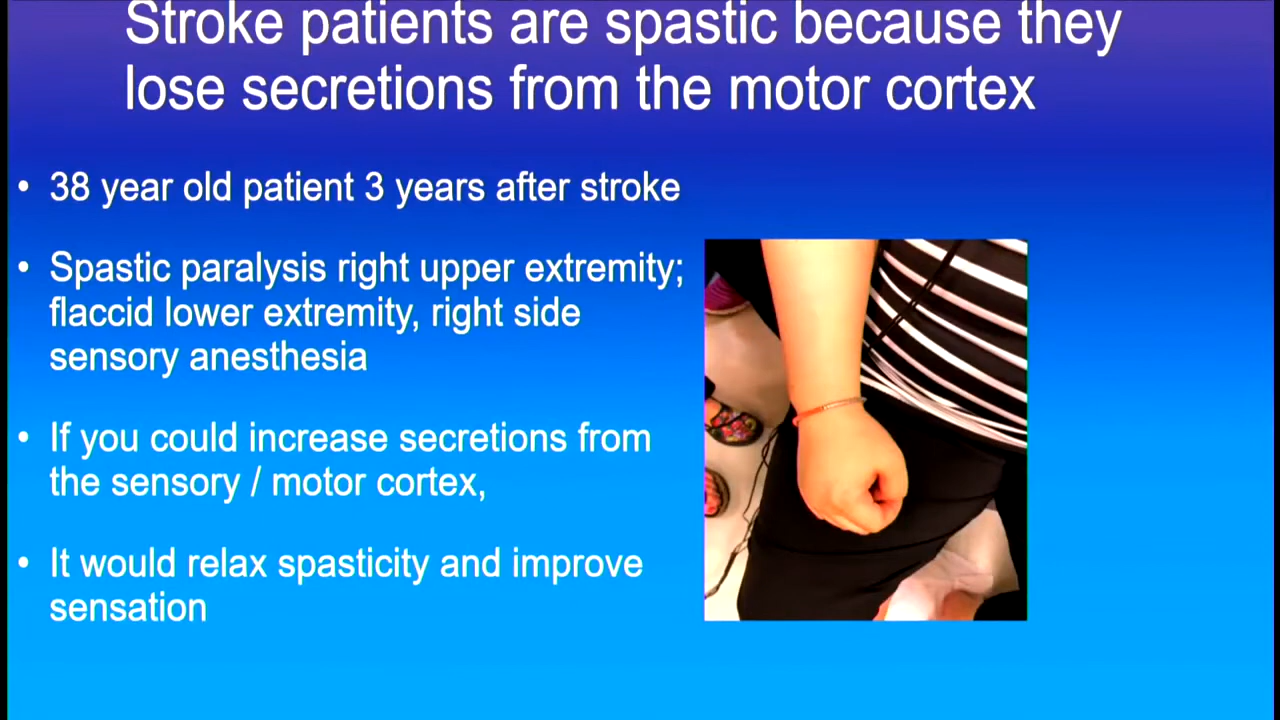 Stroke patients are spastic because they
lose secretions from the motor cortex
• 38 year old patient 3 years after stroke
• Spastic paralysis right upper extremity;
flaccid lower extremity, right side
sensory anesthesia
• If you could increase secretions from
the sensory / motor cortex,
• It would relax spasticity and improve
sensation